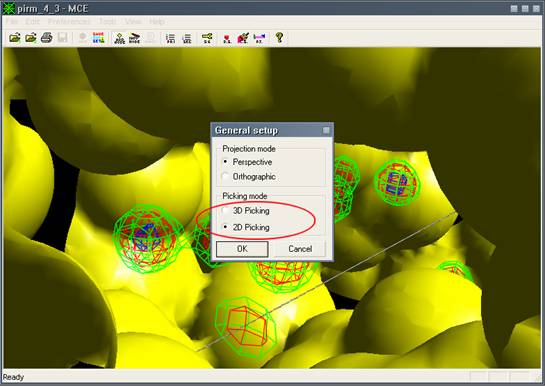 pirm_4_3 - MCE
File Edit Preferences Tools View Help
General setup
Projection mode
Perspective
Orthographic
Picking mode
3D Picking
2D Picking
OK Cancel
Ready